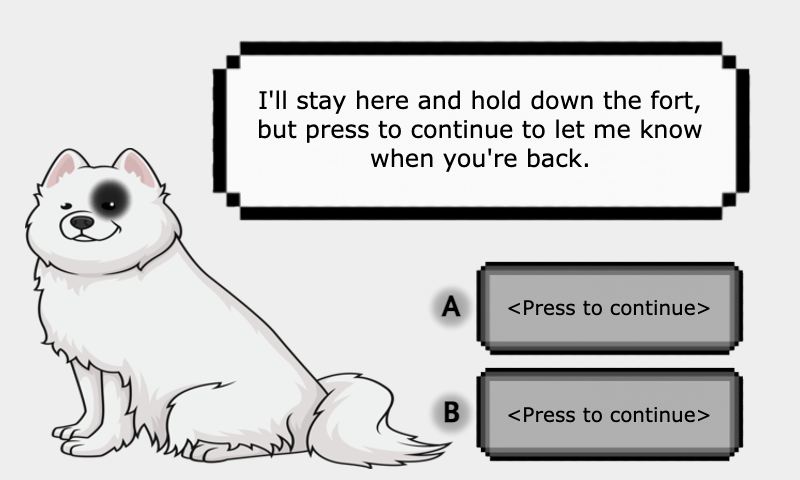 I'll stay here and hold down the fort,
but press to continue to let me know
when you're back.
A
<Press to continue>
B
<Press to continue>